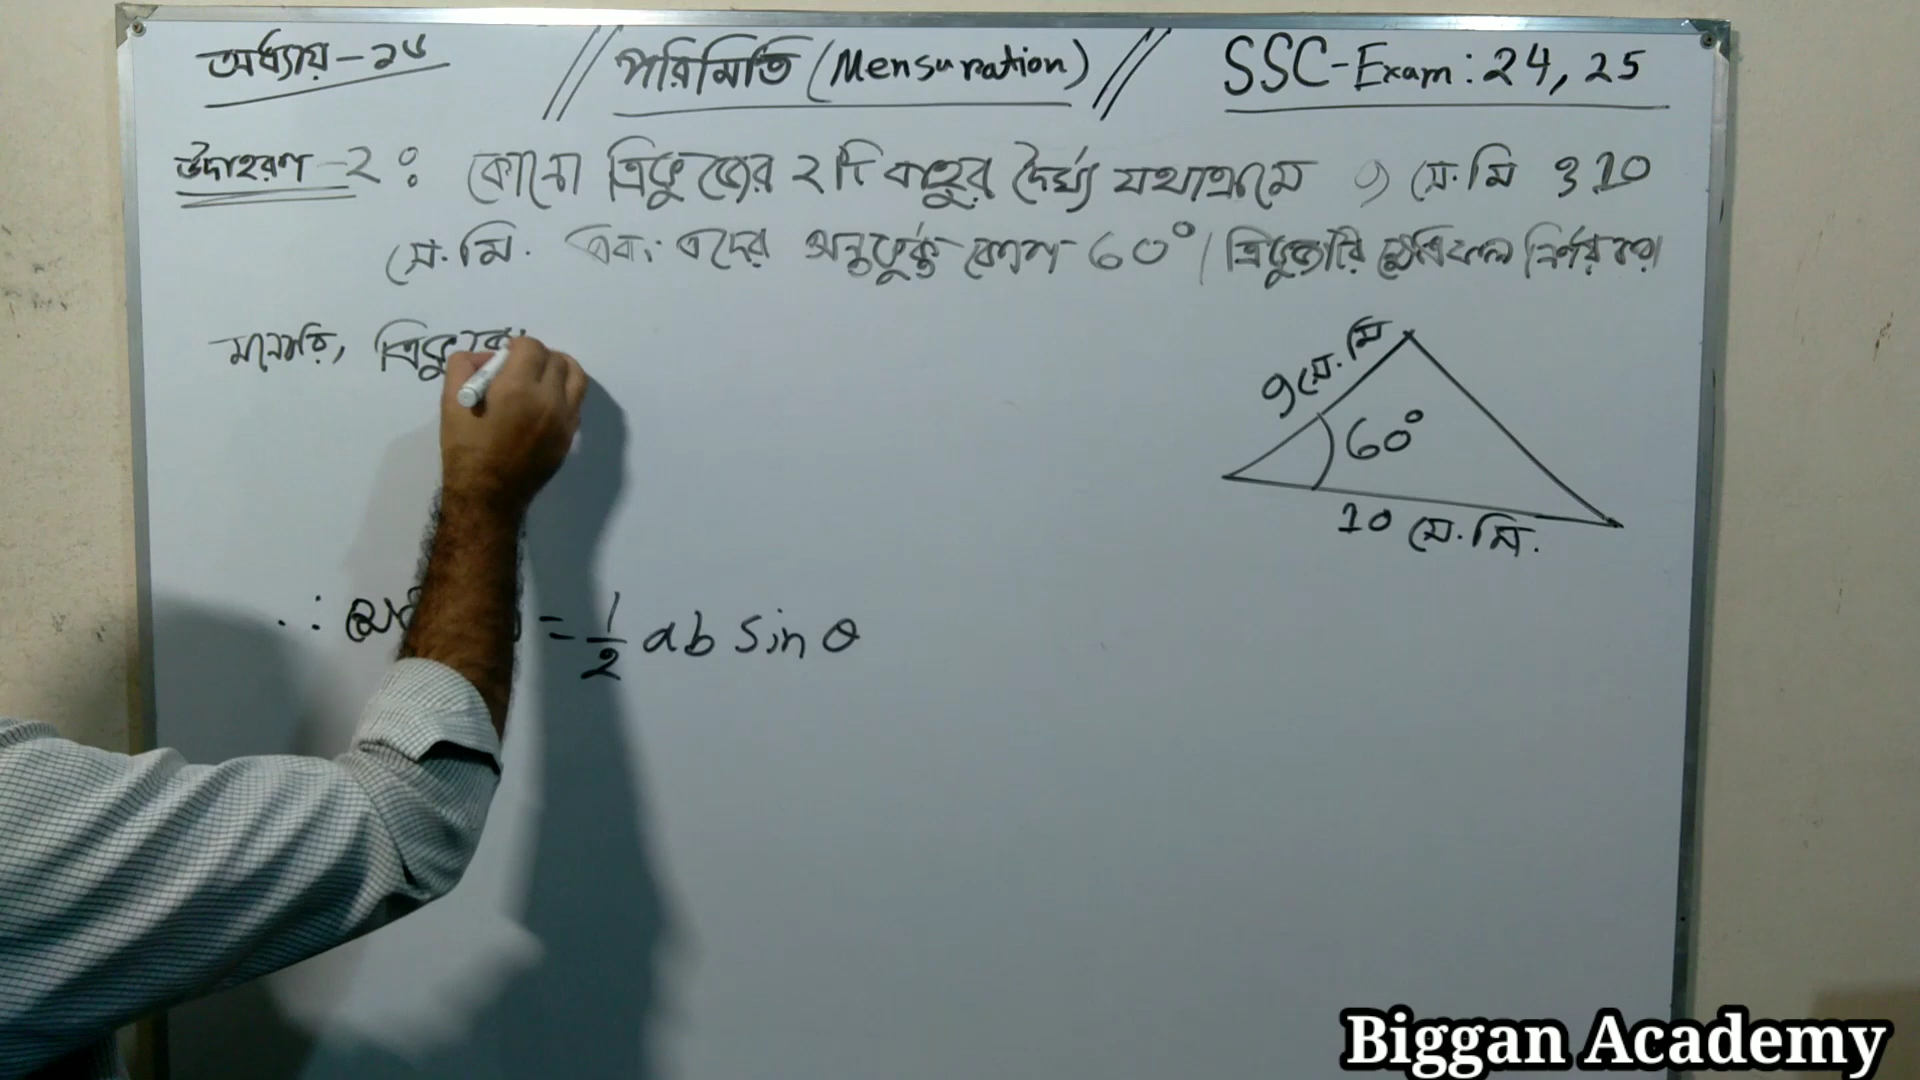 অধ্যায় - ১৬ // পরিমিতি (Mensuration) // SSC-Exam: 24, 25
উদাহরণ - ২ : কোনো ত্রিভুজের ২টি বাহুর দৈর্ঘ্য যথাক্রমে 9 সে.মি ও 10
সে.মি. এবং এদের অন্তর্ভুক্ত কোণ 60° । ত্রিভুজটির ক্ষেত্রফল নির্ণয় করো
মনেকরি, ত্রিভুজে
9 সে.মি
60°
10 সে.মি.
∴ = 1/2 ab Sin θ
Biggan Academy